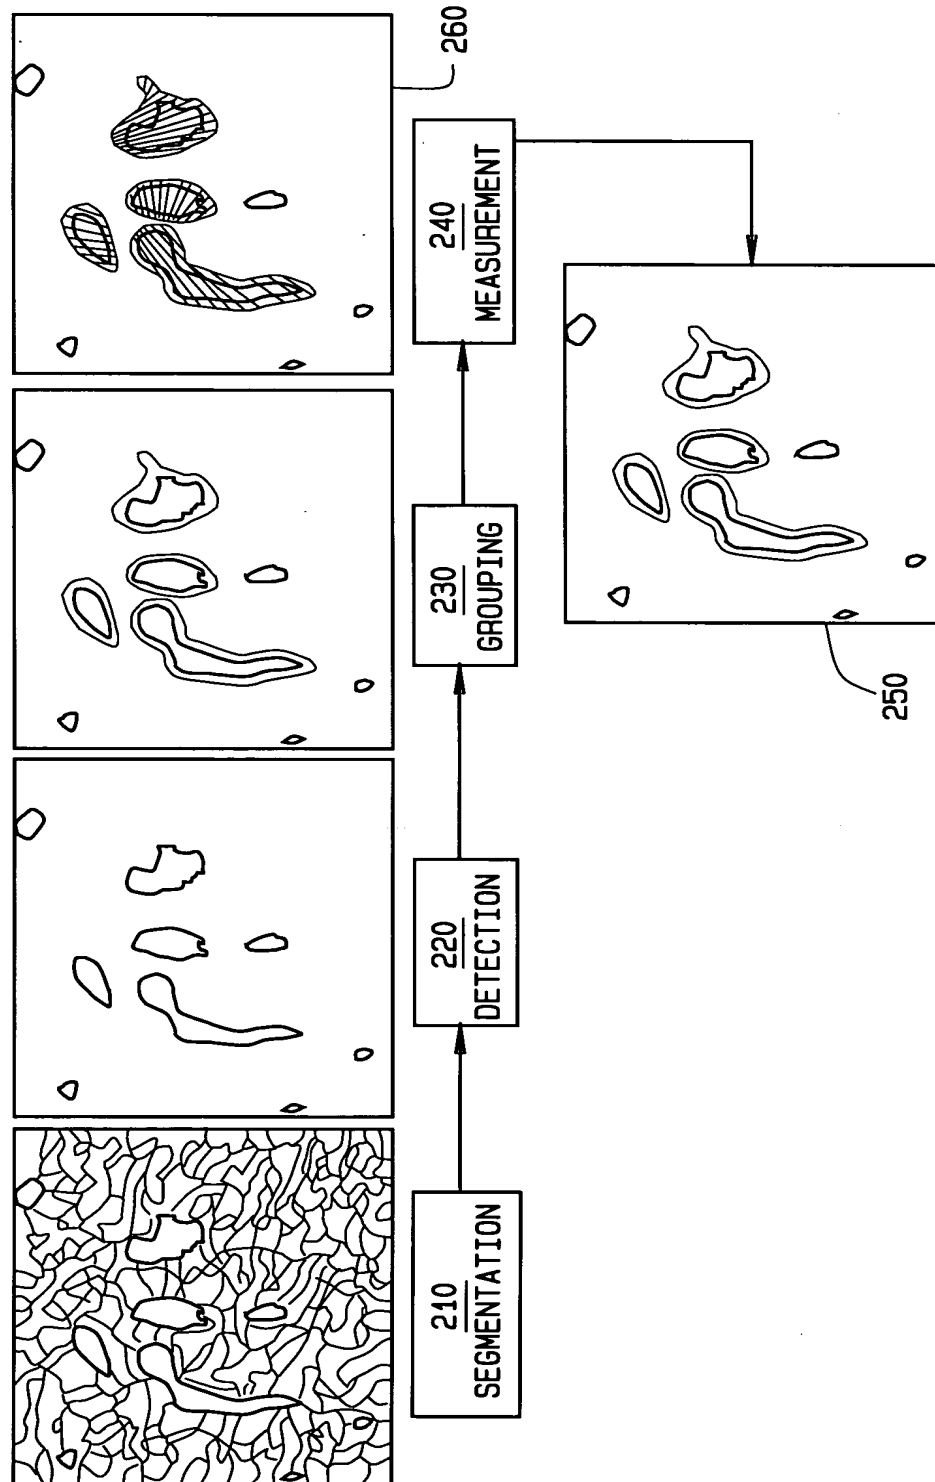 210
SEGMENTATION
220
DETECTION
230
GROUPING
240
MEASUREMENT
250
260